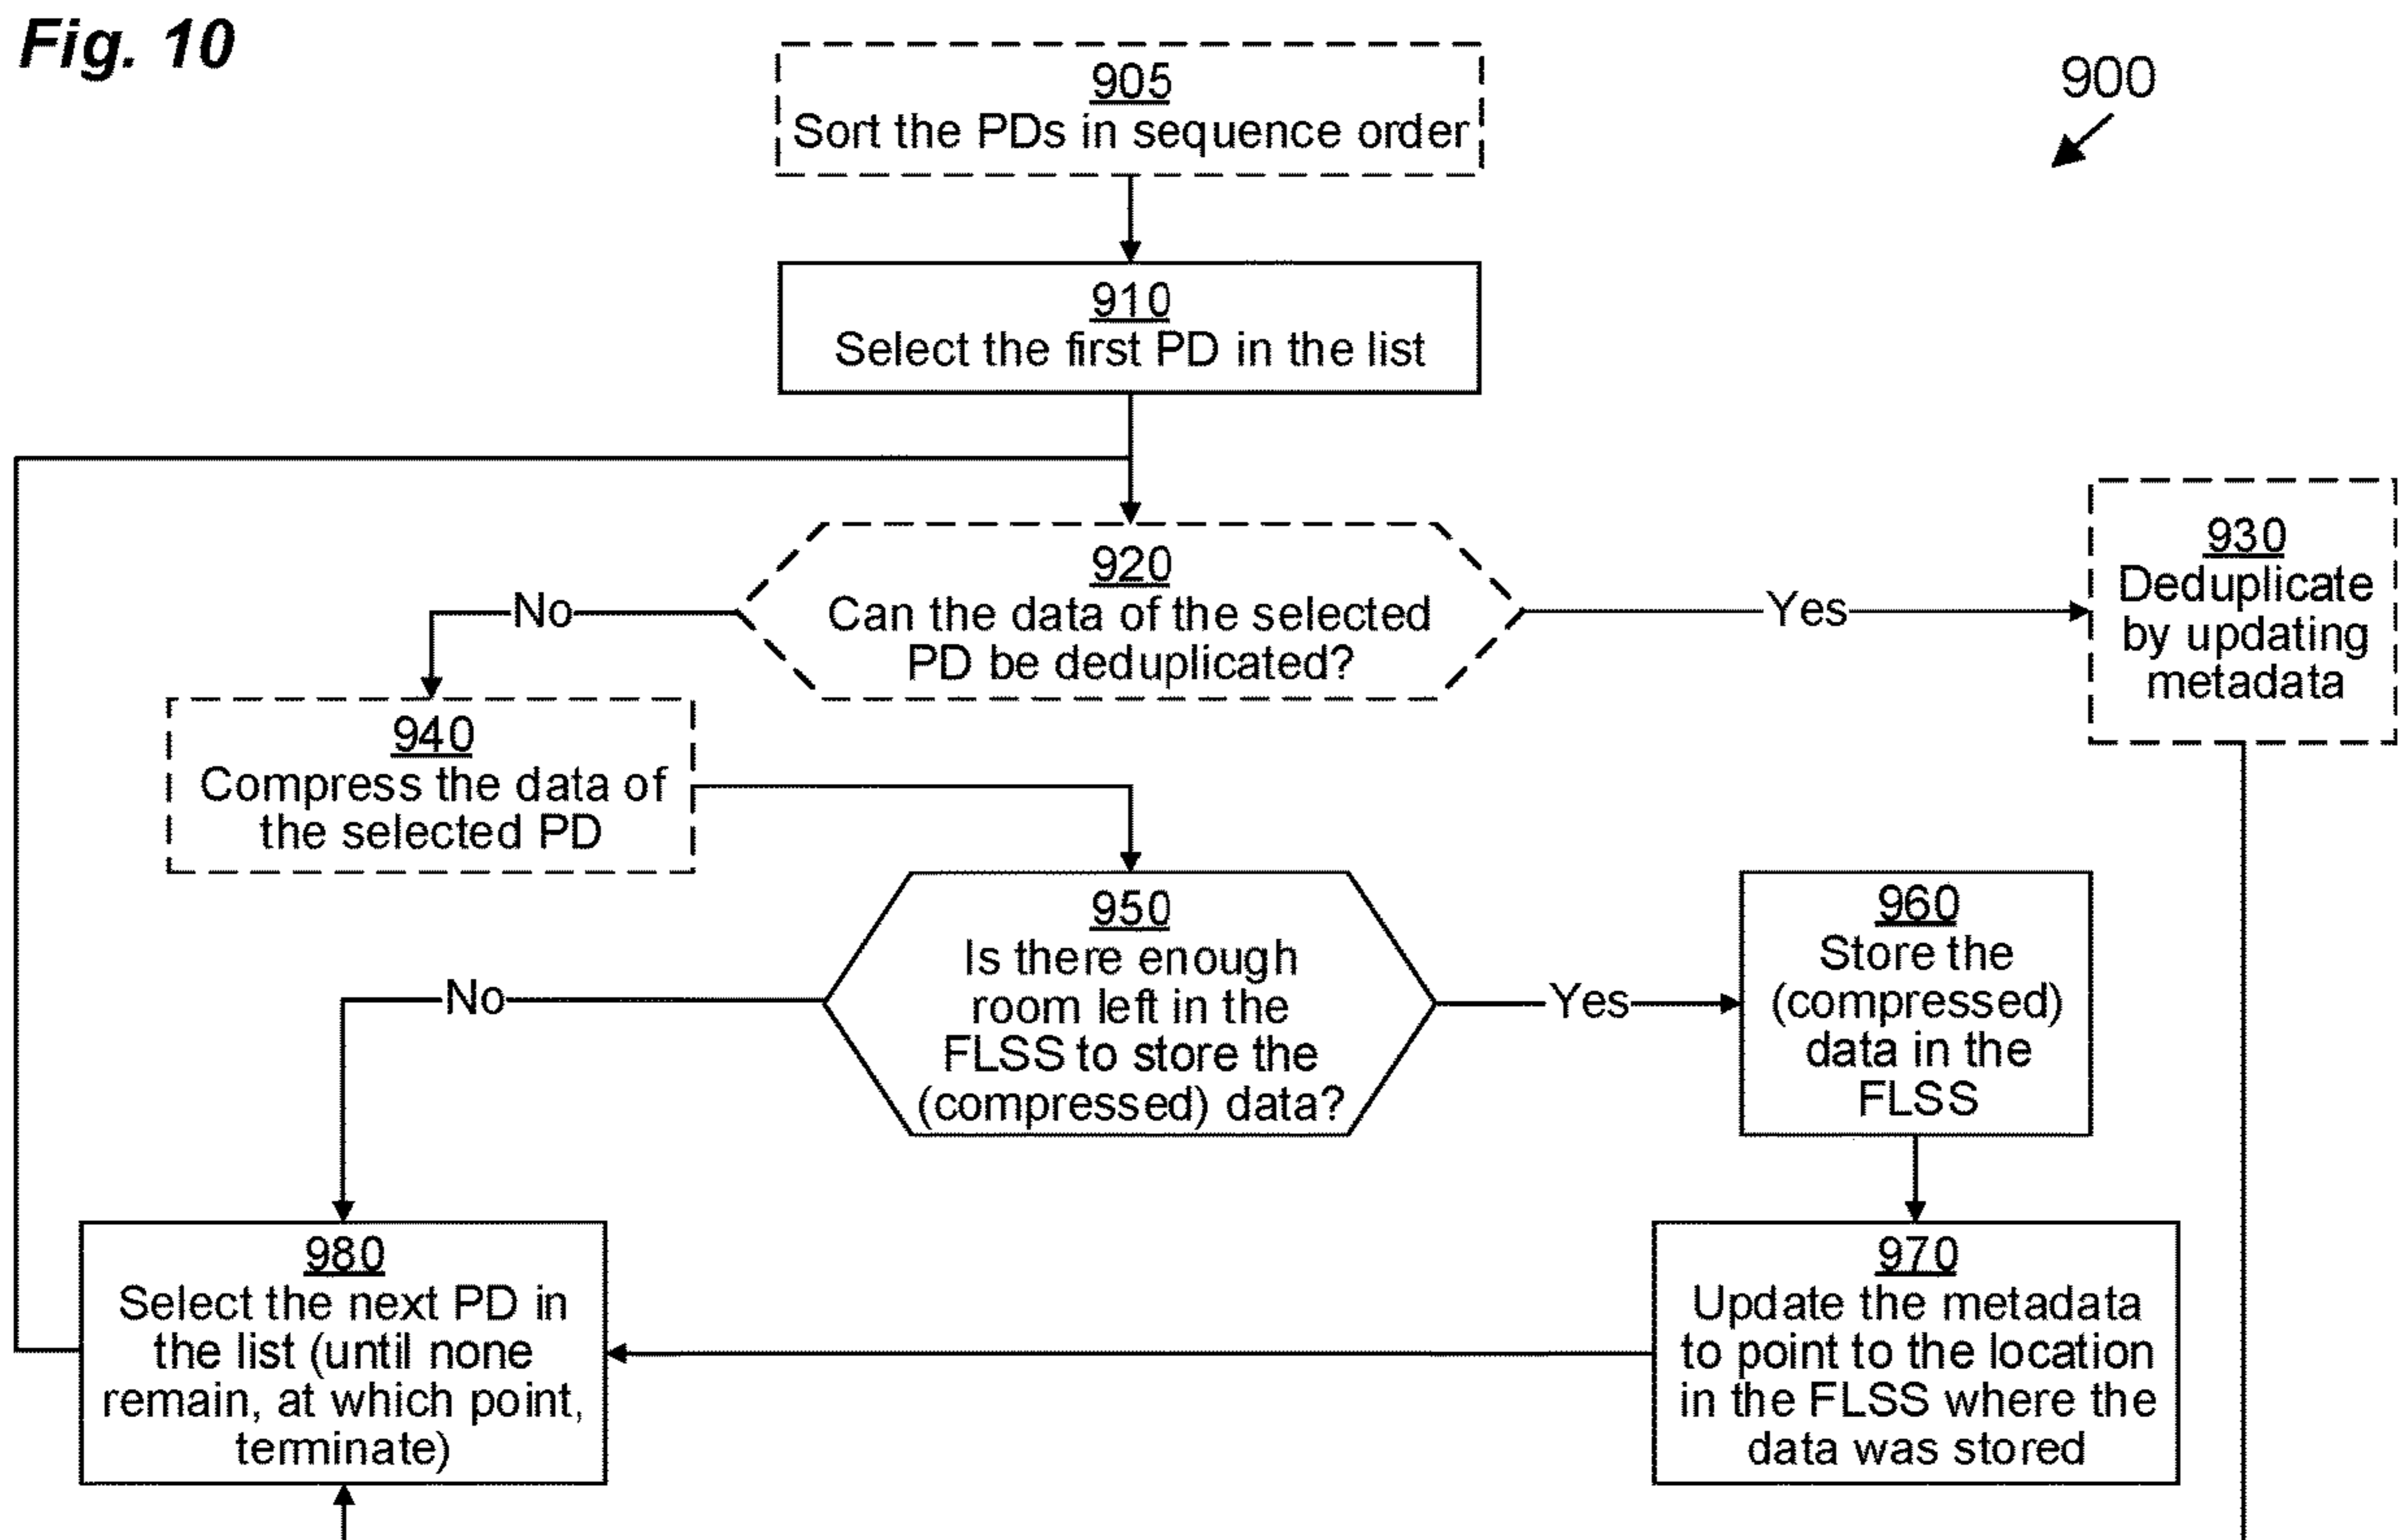 Fig. 10
900
905
Sort the PDs in sequence order
910
Select the first PD in the list
920
Can the data of the selected
PD be deduplicated?
No
Yes
930
Deduplicate
by updating
metadata
940
Compress the data of
the selected PD
950
Is there enough
room left in the
FLSS to store the
(compressed) data?
No
Yes
960
Store the
(compressed)
data in the
FLSS
970
Update the metadata
to point to the location
in the FLSS where the
data was stored
980
Select the next PD in
the list (until none
remain, at which point,
terminate)